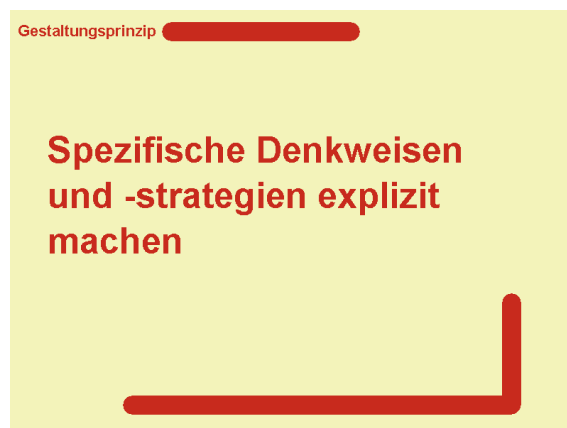 Gestaltungsprinzip
Spezifische Denkweisen
und -strategien explizit
machen